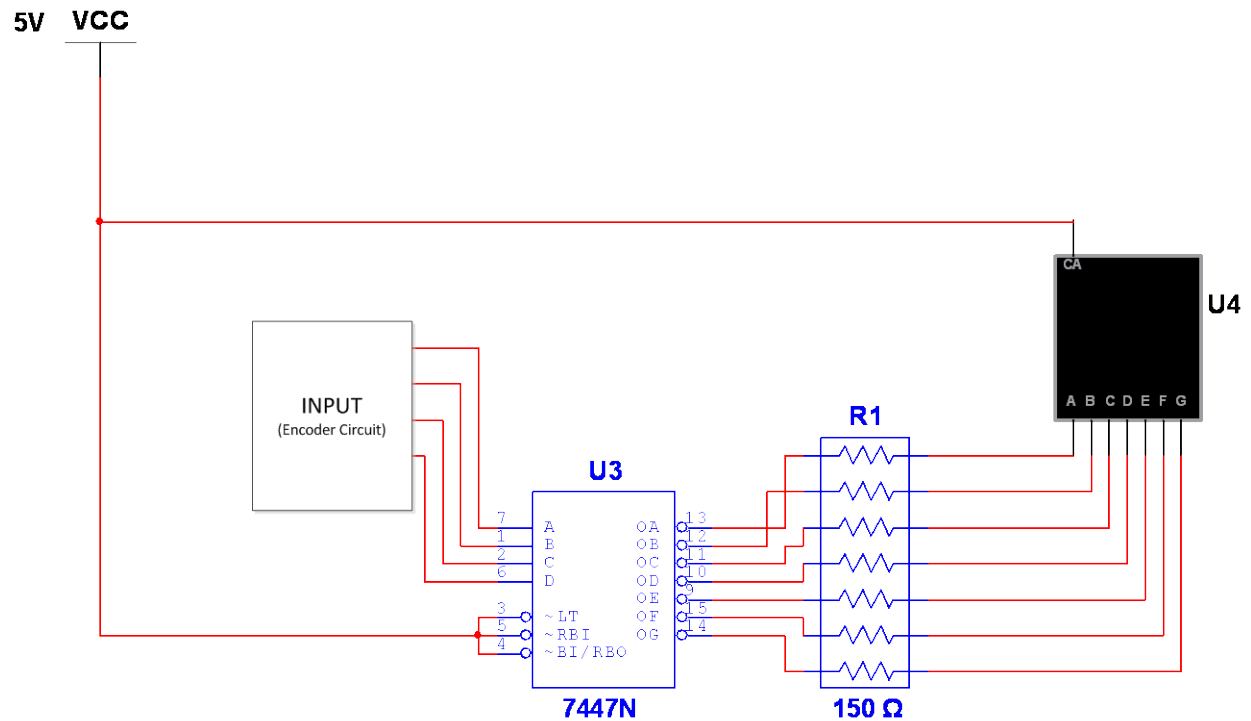 5V VCC
CA
U4
INPUT
(Encoder Circuit)
A B C D E F G
R1
U3
7 A OA 13
1 B OB 12
2 C OC 11
6 D OD 10
OE 9
3 ~LT OF 15
5 ~RBI OG 14
4 ~BI/RBO
7447N
150 Ω